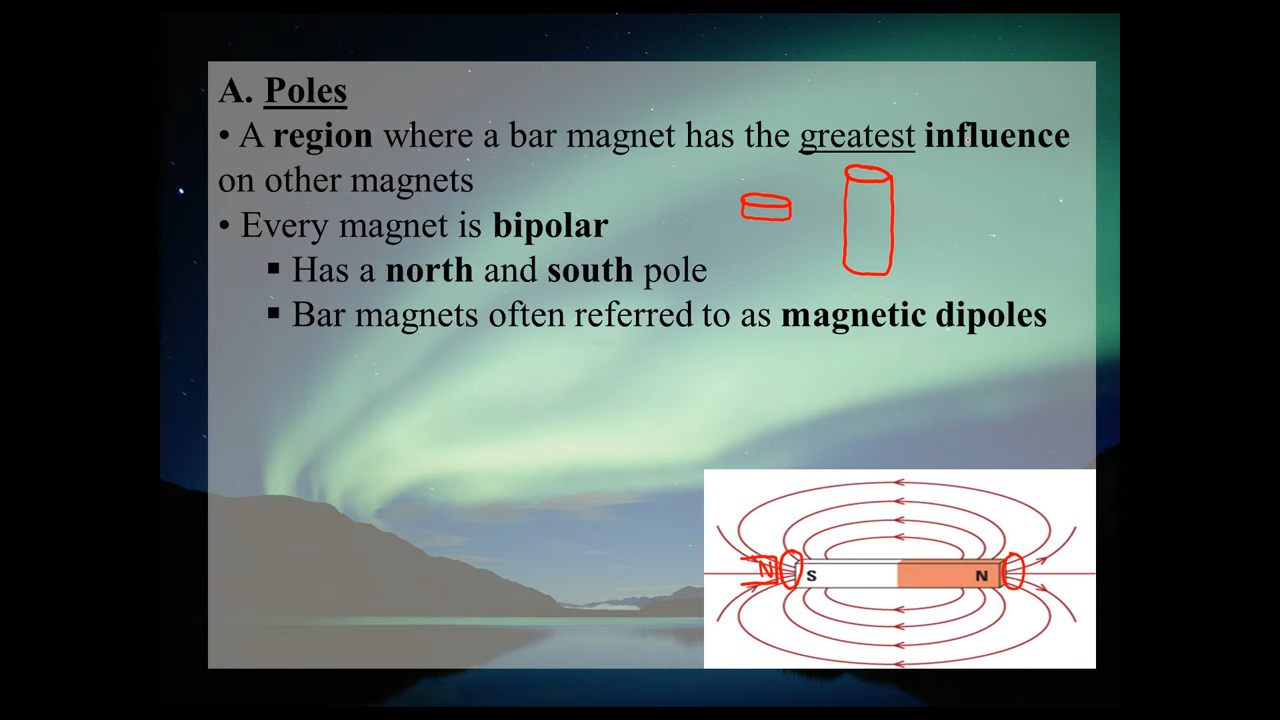 A. Poles
• A region where a bar magnet has the greatest influence
on other magnets
• Every magnet is bipolar
▪ Has a north and south pole
▪ Bar magnets often referred to as magnetic dipoles
N S N